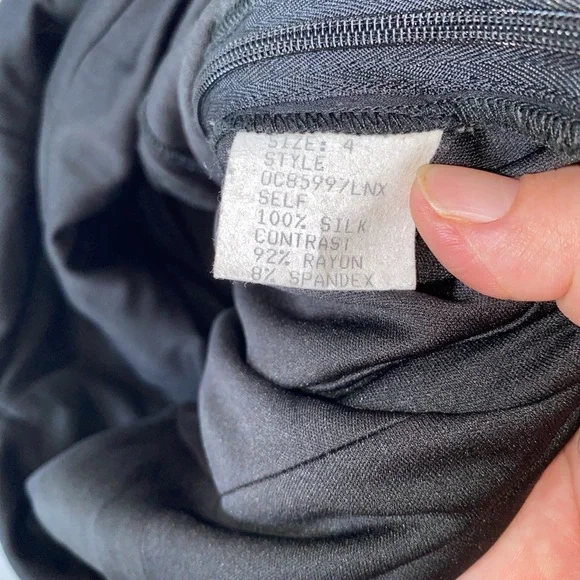 SIZE: 4
STYLE
OC8599/LNX
SELF
100% SILK
CONTRAST
92% RAYON
8% SPANDEX